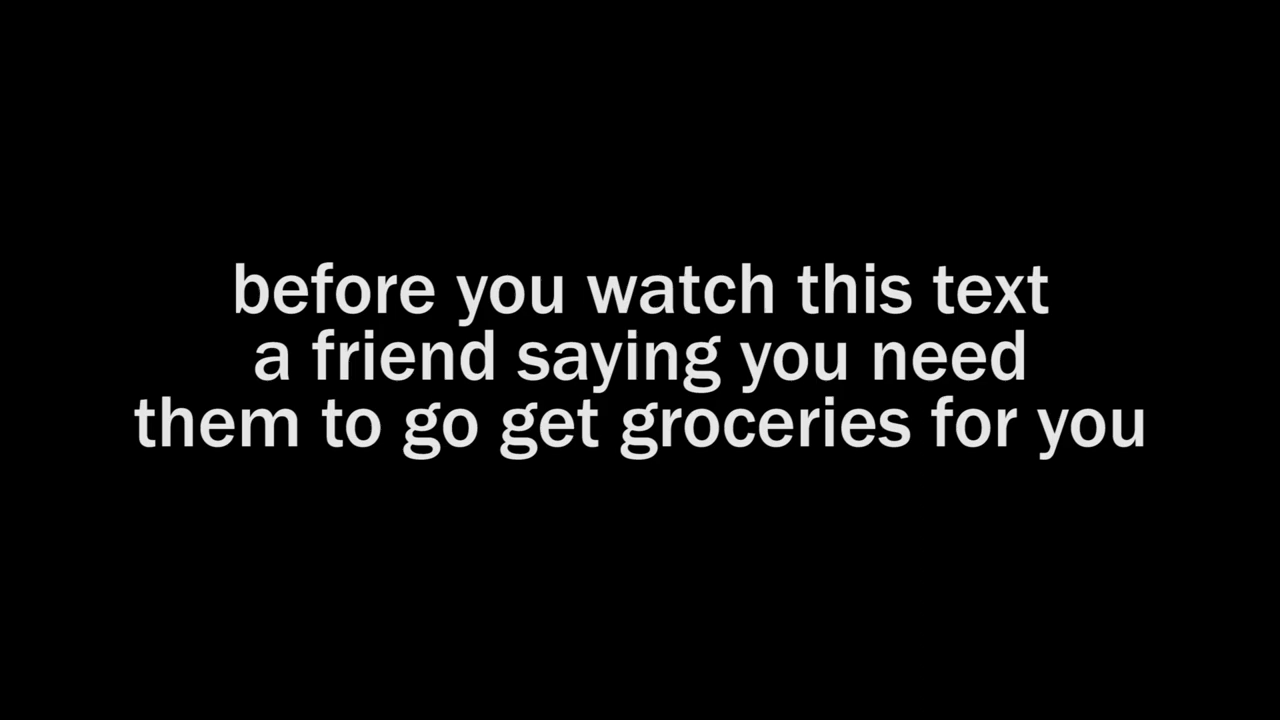 before you watch this text
a friend saying you need
them to go get groceries for you